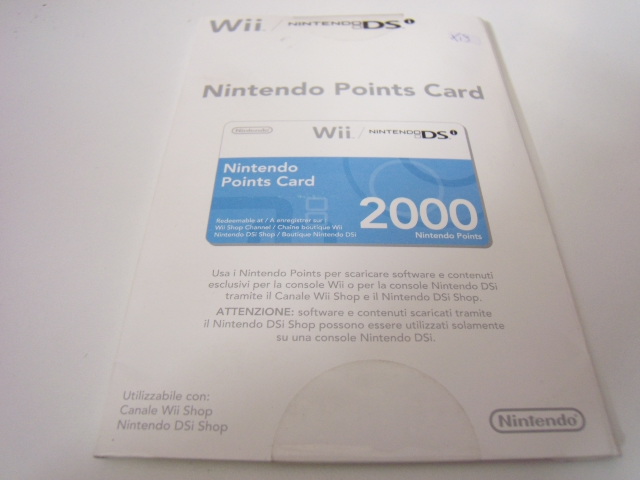 Wii / NINTENDO DSi
Nintendo Points Card
Nintendo
Wii / NINTENDO DSi
Nintendo
Points Card
Redeemable at / A enregistrer sur
Wii Shop Channel / Chaîne boutique Wii
Nintendo DSi Shop / Boutique Nintendo DSi
2000
Nintendo Points
Usa i Nintendo Points per scaricare software e contenuti
esclusivi per la console Wii o per la console Nintendo DSi
tramite il Canale Wii Shop e il Nintendo DSi Shop.
ATTENZIONE: software e contenuti scaricati tramite
il Nintendo DSi Shop possono essere utilizzati solamente
su una console Nintendo DSi.
Utilizzabile con:
Canale Wii Shop
Nintendo DSi Shop
Nintendo